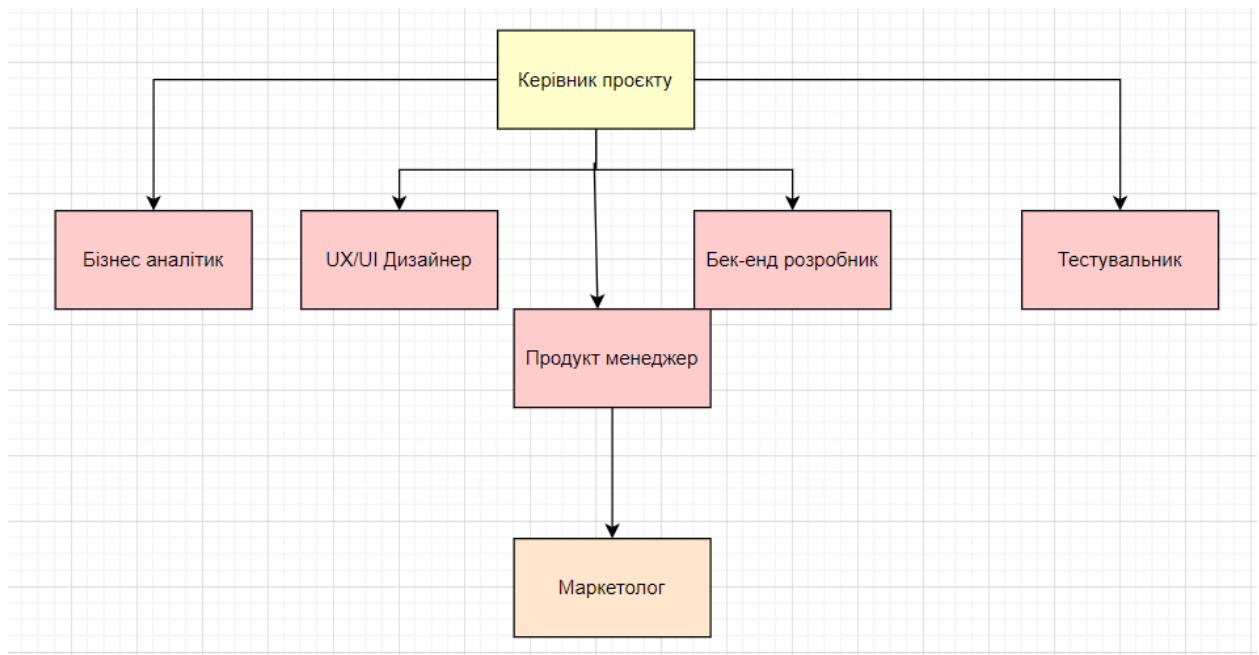 Керівник проєкту
Бізнес аналітик
UX/UI Дизайнер
Бек-енд розробник
Тестувальник
Продукт менеджер
Маркетолог